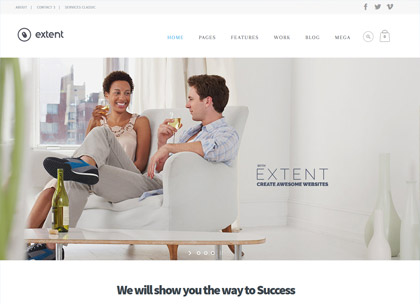 ABOUT | CONTACT 1 | SERVICES CLASSIC
extent
HOME PAGES FEATURES WORK BLOG MEGA
0
WITH
EXTENT
CREATE AWESOME WEBSITES
We will show you the way to Success